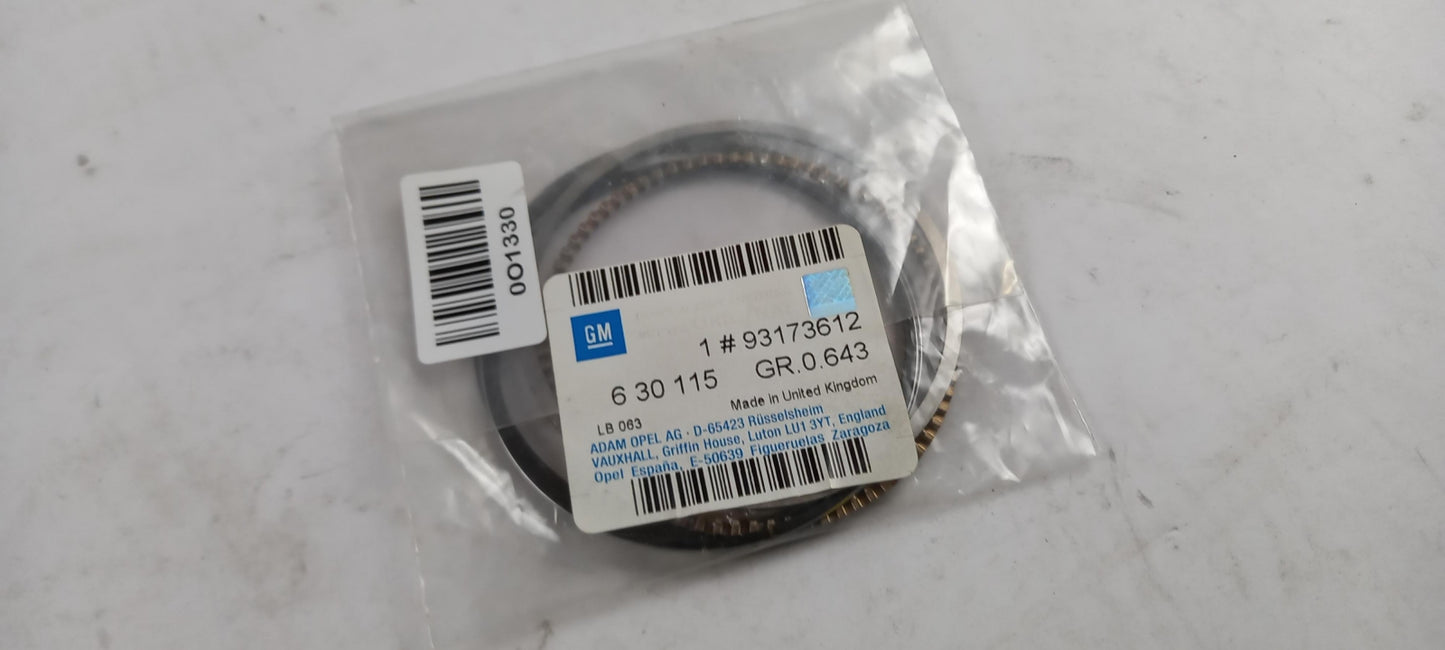 0O1330
GM
1 # 93173612
6 30 115 GR.0.643
Made in United Kingdom
LB 063
ADAM OPEL AG · D-65423 Rüsselsheim
VAUXHALL, Griffin House, Luton LU1 3YT, England
Opel España, E-50639 Figueruelas Zaragoza